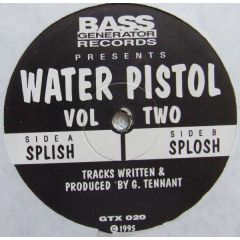 BASS
GENERATOR
RECORDS
PRESENTS
WATER PISTOL
VOL TWO
SIDE A
SPLISH
SIDE B
SPLOSH
TRACKS WRITTEN &
PRODUCED BY G. TENNANT
GTX 020
©1995